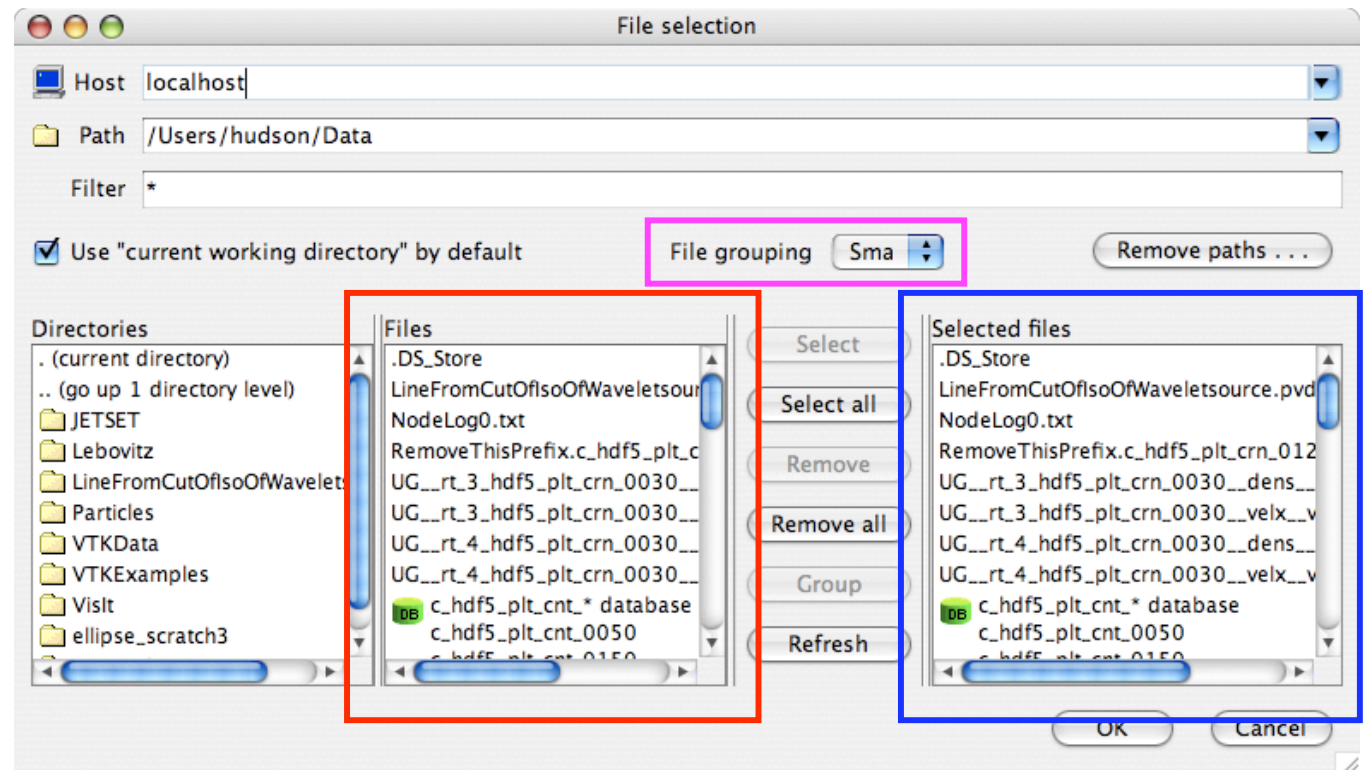 File selection
Host localhost
Path /Users/hudson/Data
Filter *
Use "current working directory" by default
File grouping Sma
Remove paths . . .
Directories
. (current directory)
.. (go up 1 directory level)
JETSET
Lebovitz
LineFromCutOfIsoOfWavelets
Particles
VTKData
VTKExamples
VisIt
ellipse_scratch3
Files
.DS_Store
LineFromCutOfIsoOfWaveletsour
NodeLog0.txt
RemoveThisPrefix.c_hdf5_plt_c
UG__rt_3_hdf5_plt_crn_0030__
UG__rt_3_hdf5_plt_crn_0030__
UG__rt_4_hdf5_plt_crn_0030__
UG__rt_4_hdf5_plt_crn_0030__
DB c_hdf5_plt_cnt_* database
c_hdf5_plt_cnt_0050
c_hdf5_plt_cnt_0150
Select
Select all
Remove
Remove all
Group
Refresh
Selected files
.DS_Store
LineFromCutOfIsoOfWaveletsource.pvd
NodeLog0.txt
RemoveThisPrefix.c_hdf5_plt_crn_012
UG__rt_3_hdf5_plt_crn_0030__dens__
UG__rt_3_hdf5_plt_crn_0030__velx__v
UG__rt_4_hdf5_plt_crn_0030__dens__
UG__rt_4_hdf5_plt_crn_0030__velx__v
DB c_hdf5_plt_cnt_* database
c_hdf5_plt_cnt_0050
c_hdf5_plt_cnt_0150
OK
Cancel